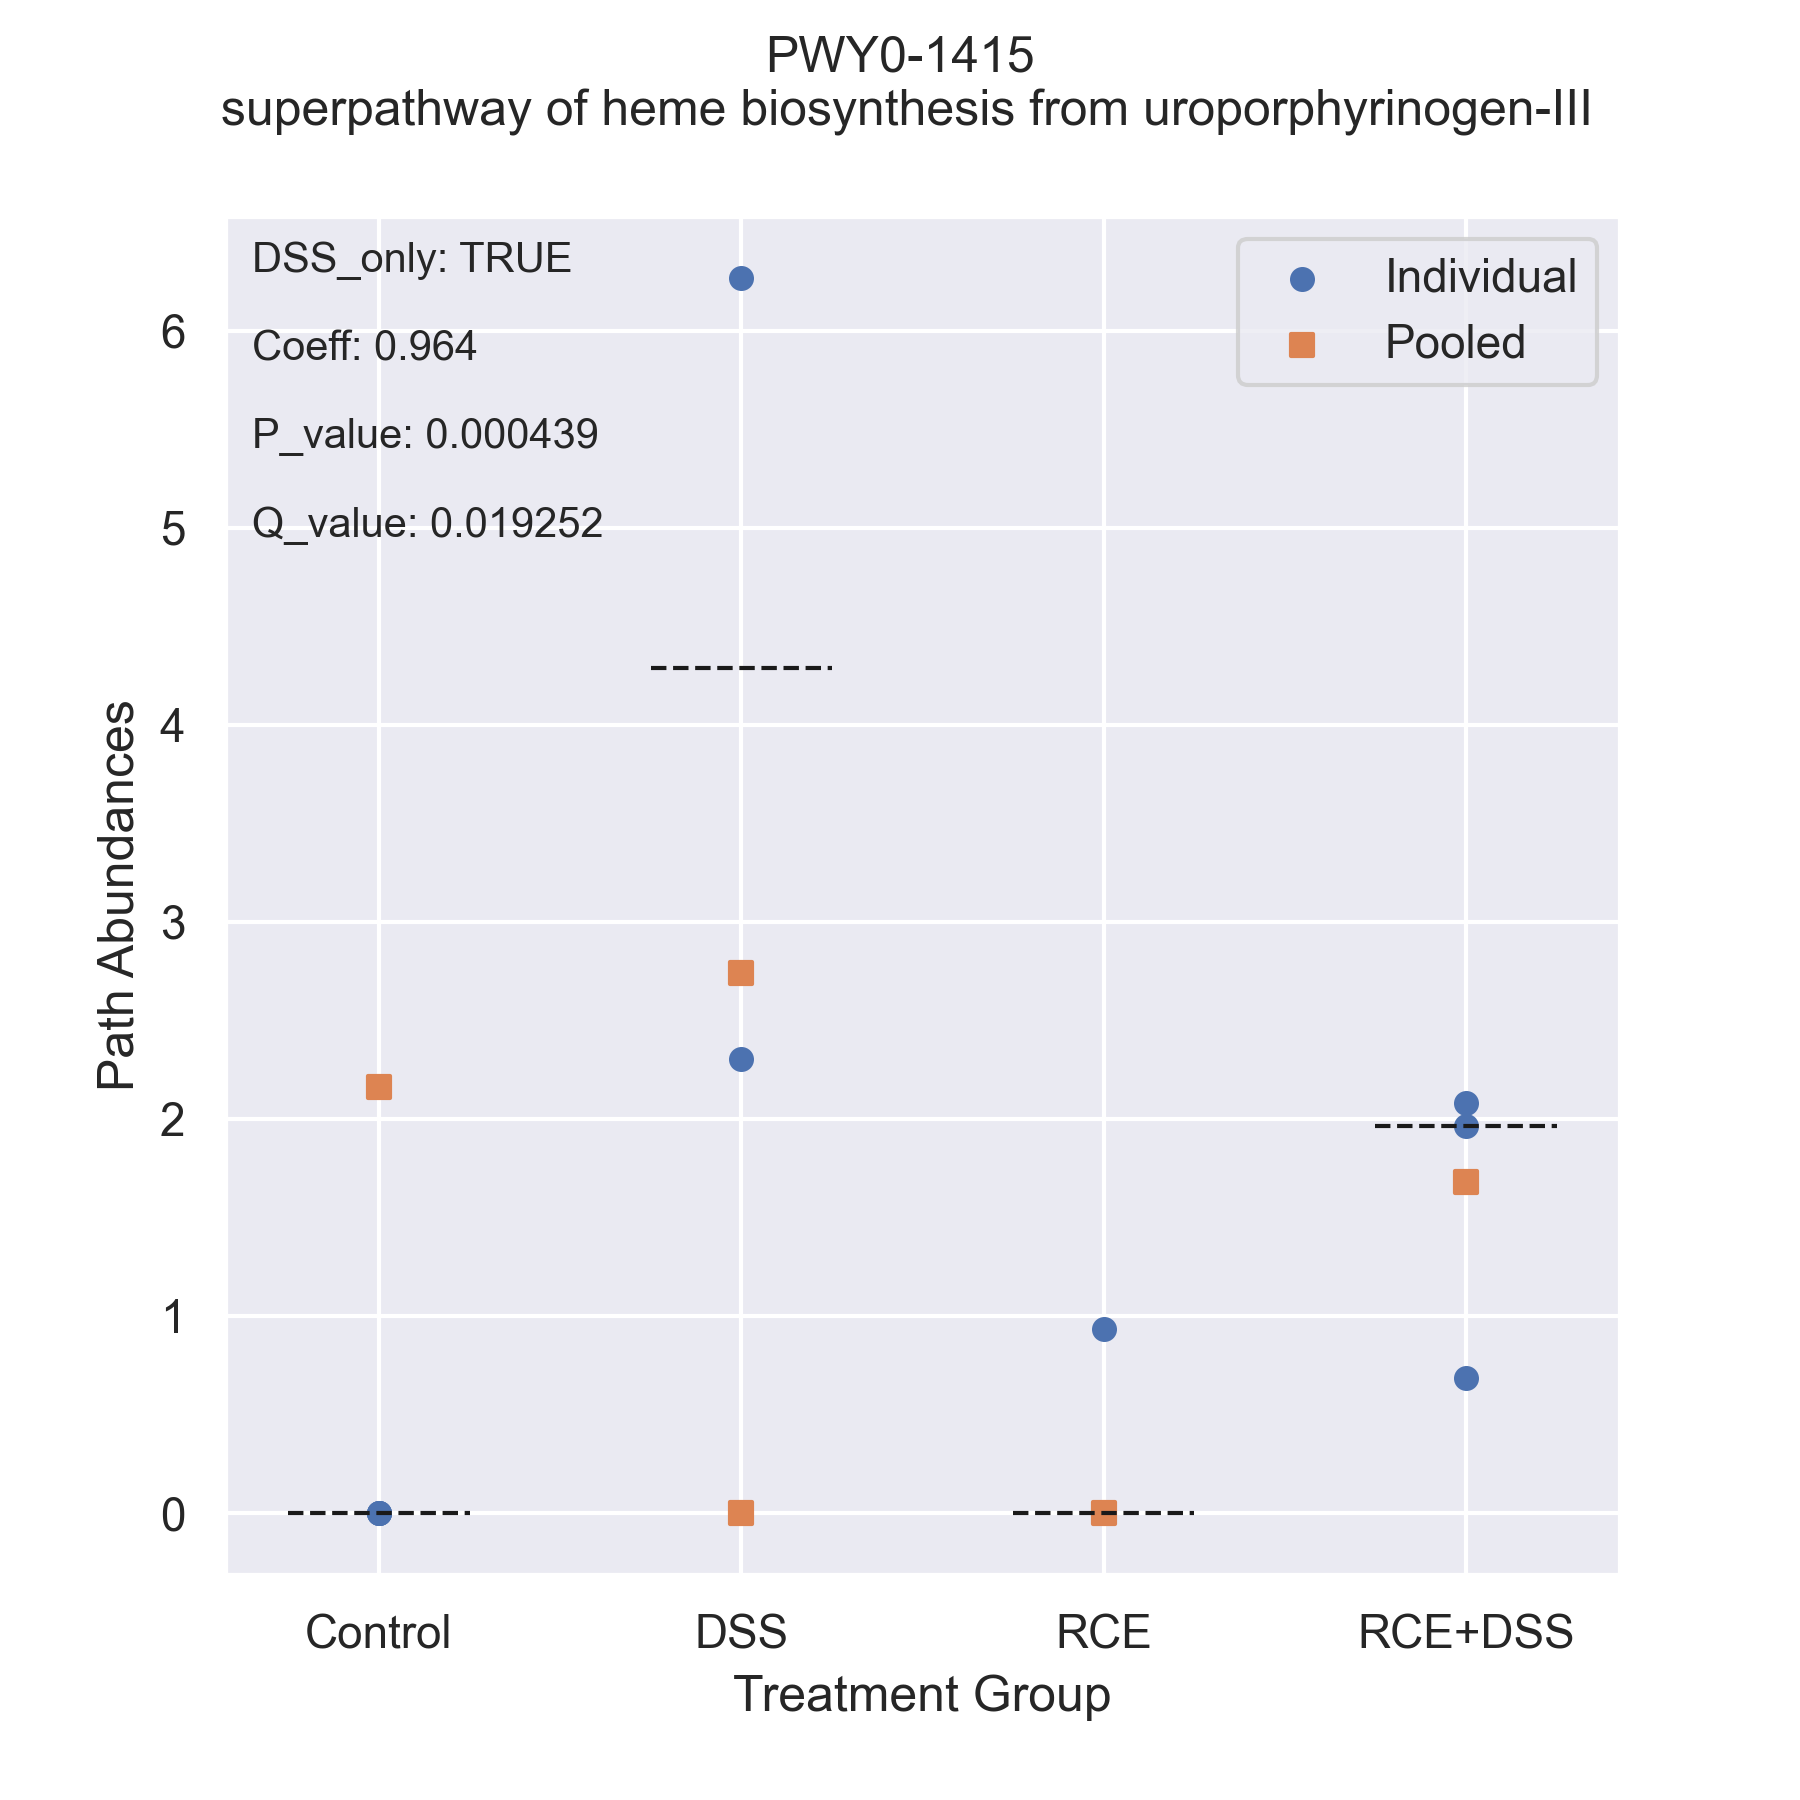 PWY0-1415
superpathway of heme biosynthesis from uroporphyrinogen-III
DSS_only: TRUE
Coeff: 0.964
P_value: 0.000439
Q_value: 0.019252
Individual
Pooled
Path Abundances
6
5
4
3
2
1
0
Control
DSS
RCE
RCE+DSS
Treatment Group